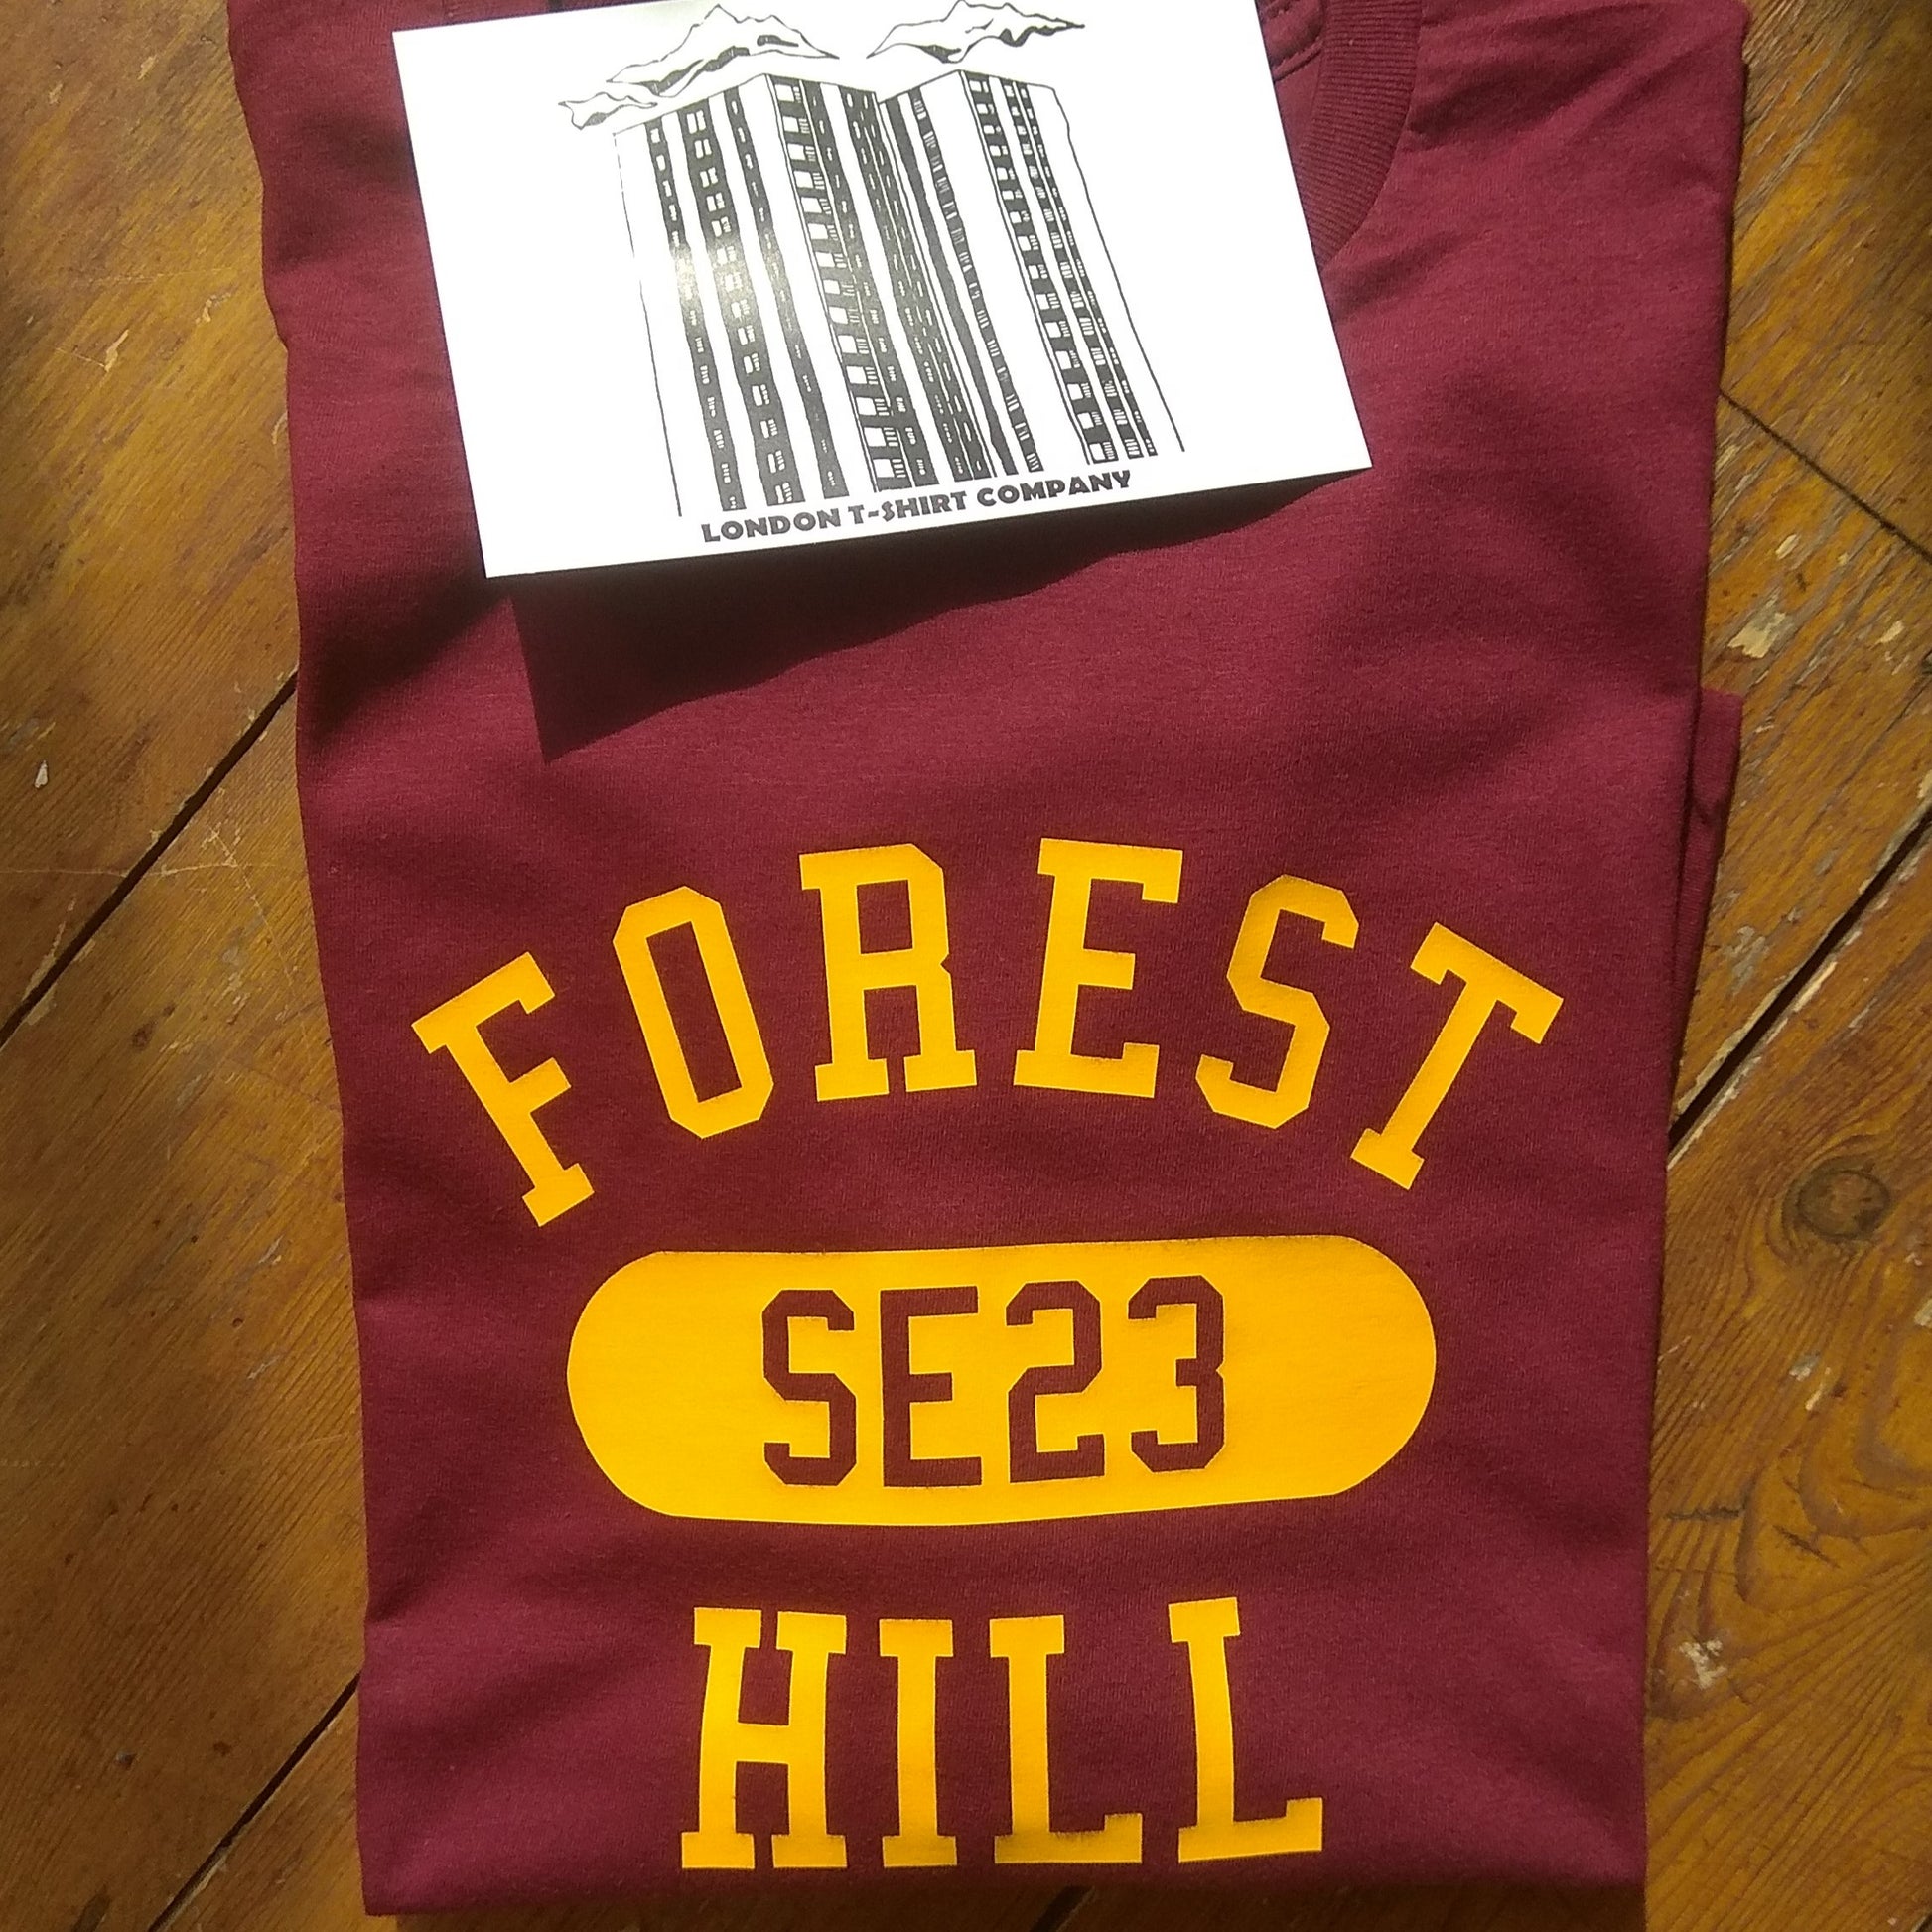 LONDON T-SHIRT COMPANY
FOREST
SE23
HILL